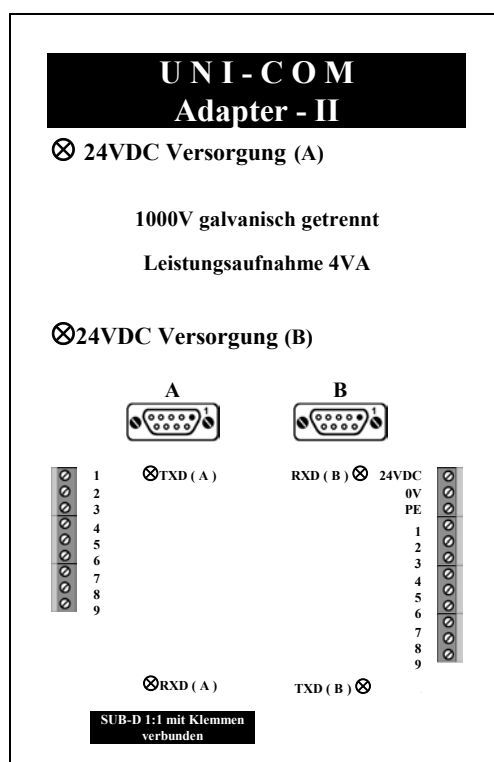 U N I - C O M
Adapter - II
24VDC Versorgung (A)
1000V galvanisch getrennt
Leistungsaufnahme 4VA
24VDC Versorgung (B)
A B
1 1
1 TXD ( A ) RXD ( B ) 24VDC
2 0V
3 PE
4 1
5 2
6 3
7 4
8 5
9 6
7
8
9
RXD ( A ) TXD ( B )
SUB-D 1:1 mit Klemmen
verbunden